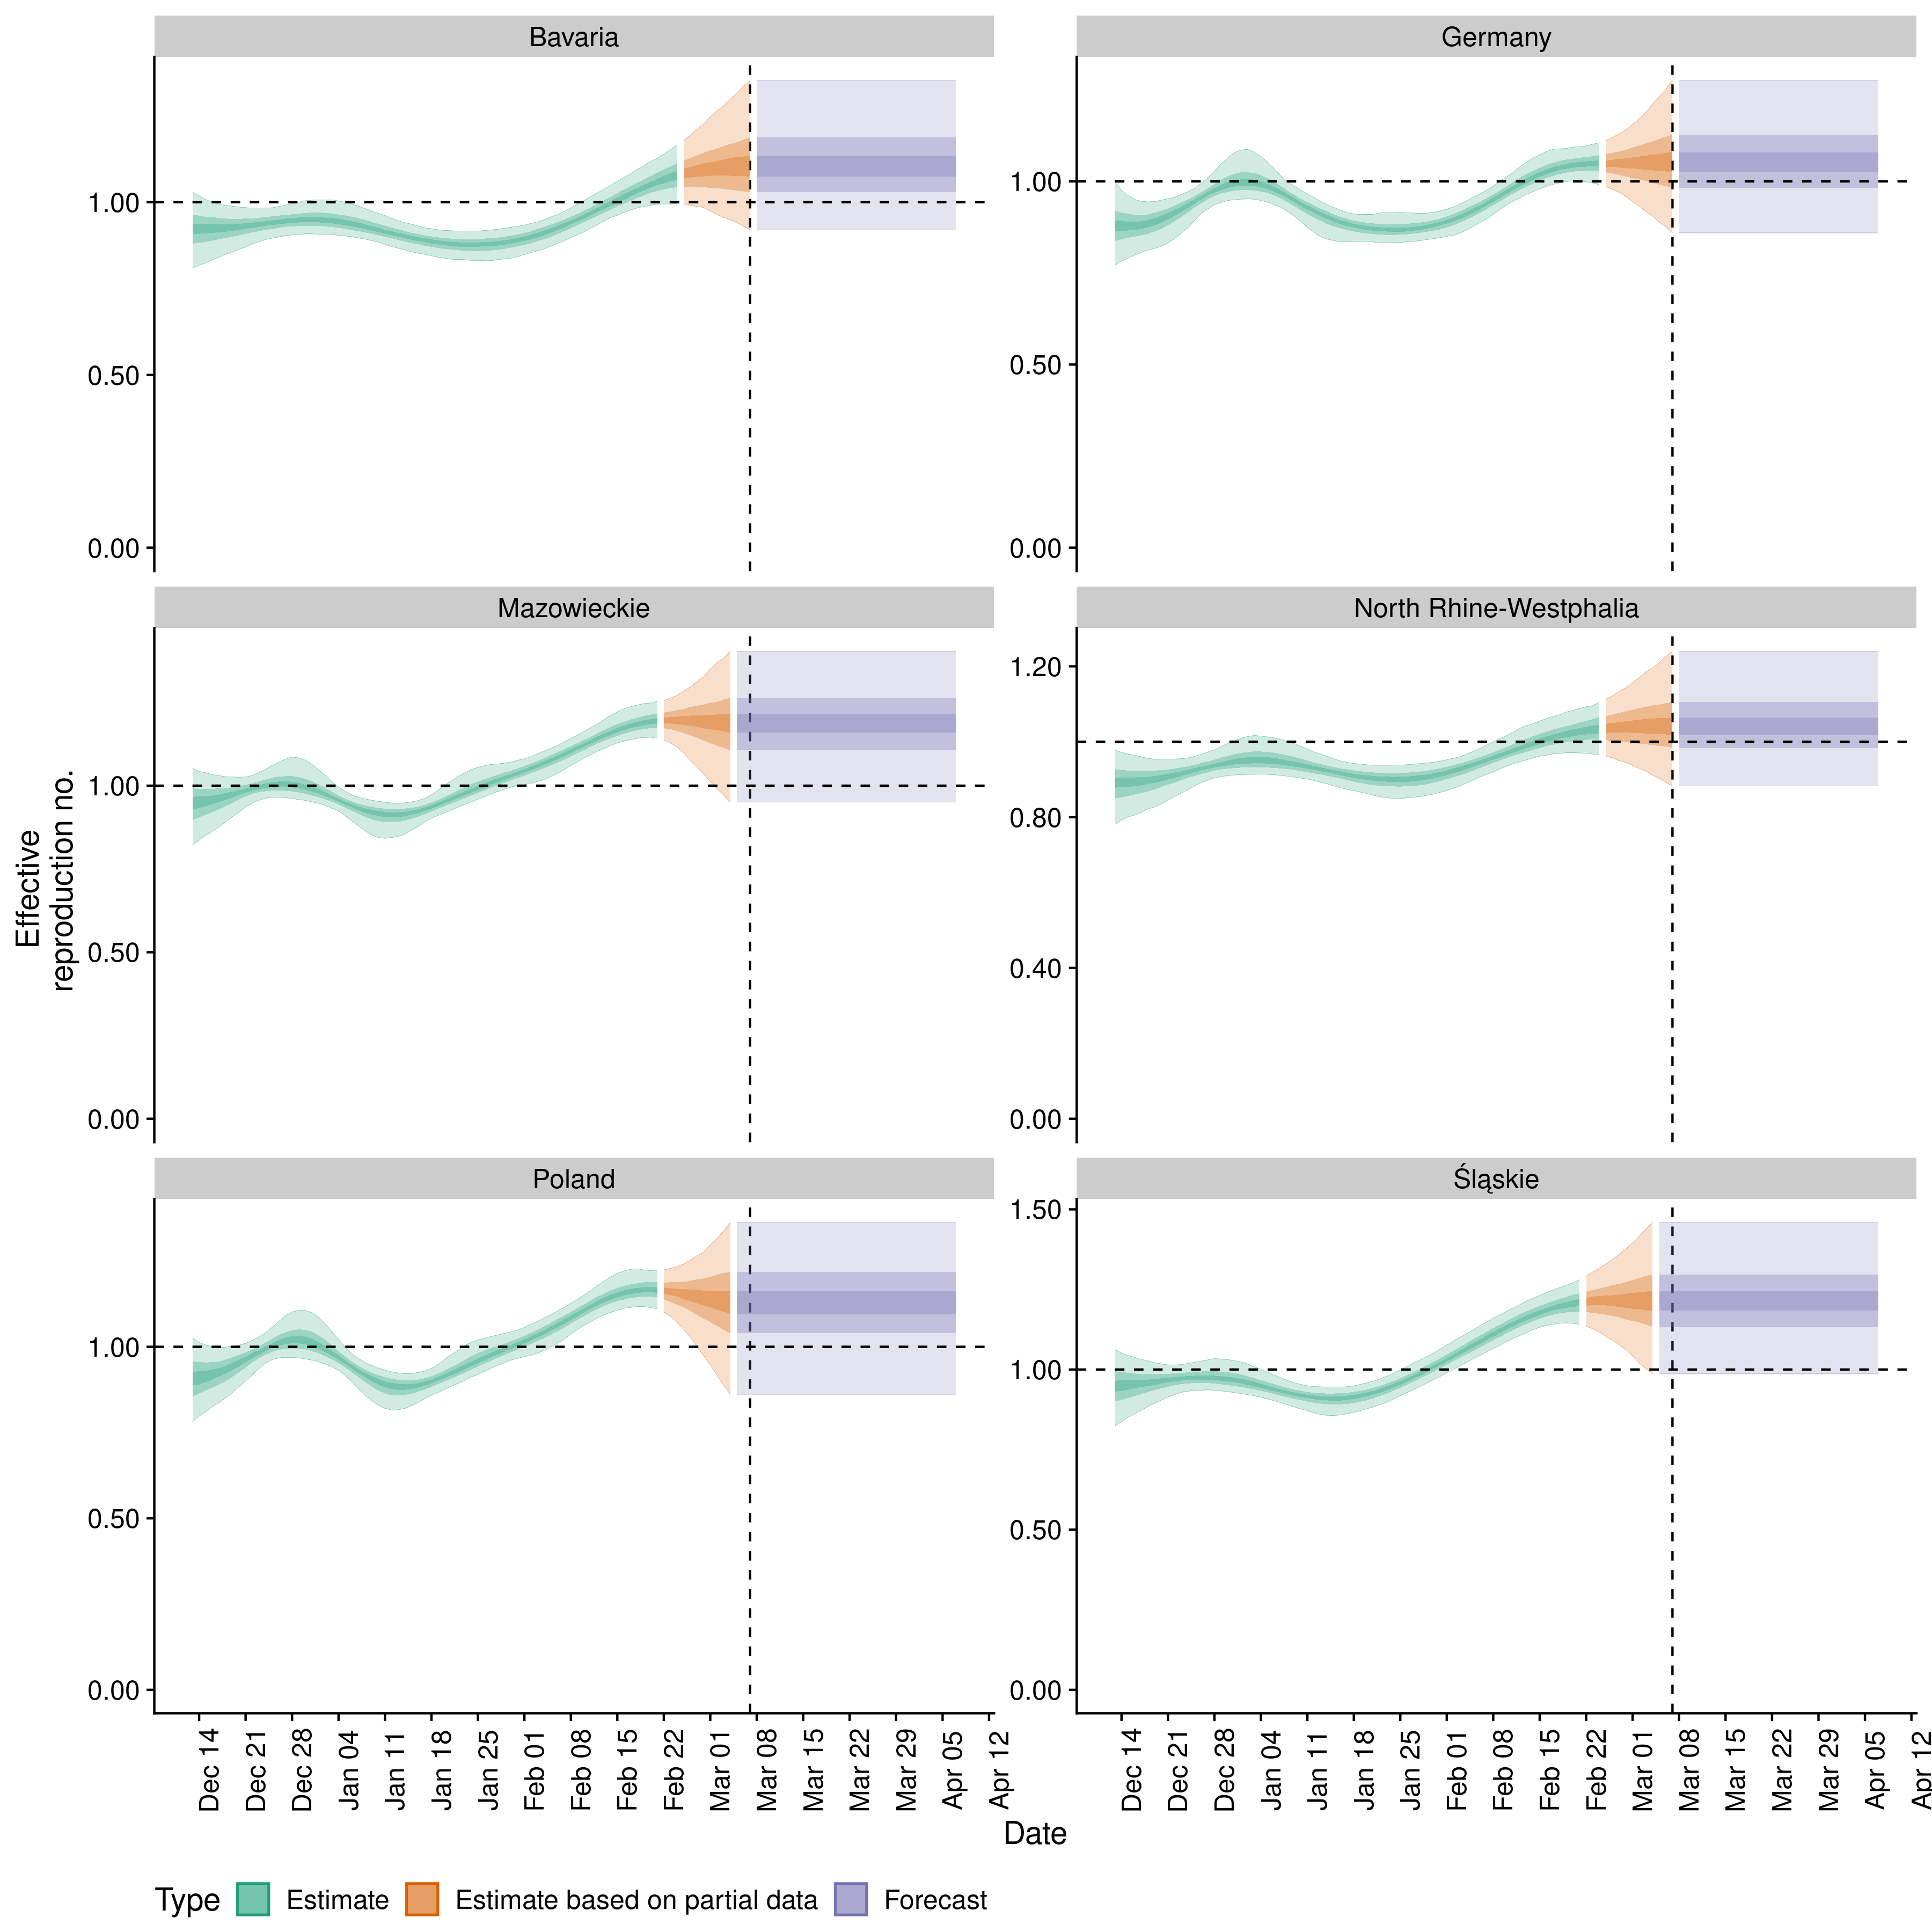 Bavaria
Germany
1.00
0.50
0.00
1.00
0.50
0.00
Mazowieckie
North Rhine-Westphalia
1.00
0.50
0.00
1.20
0.80
0.40
0.00
Poland
Śląskie
1.00
0.50
0.00
1.50
1.00
0.50
0.00
Effective
reproduction no.
Dec 14
Dec 21
Dec 28
Jan 04
Jan 11
Jan 18
Jan 25
Feb 01
Feb 08
Feb 15
Feb 22
Mar 01
Mar 08
Mar 15
Mar 22
Mar 29
Apr 05
Apr 12
Dec 14
Dec 21
Dec 28
Jan 04
Jan 11
Jan 18
Jan 25
Feb 01
Feb 08
Feb 15
Feb 22
Mar 01
Mar 08
Mar 15
Mar 22
Mar 29
Apr 05
Apr 12
Date
Type Estimate Estimate based on partial data Forecast